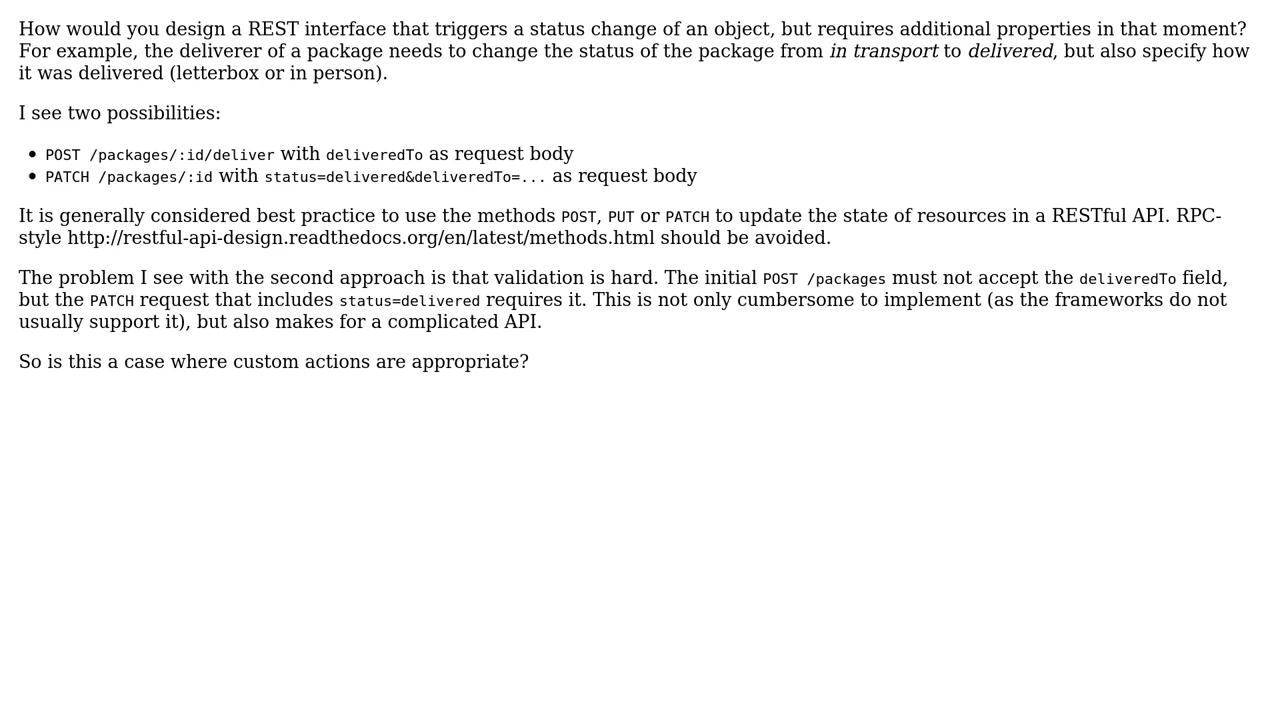 How would you design a REST interface that triggers a status change of an object, but requires additional properties in that moment?
For example, the deliverer of a package needs to change the status of the package from in transport to delivered, but also specify how
it was delivered (letterbox or in person).
I see two possibilities:
• POST /packages/:id/deliver with deliveredTo as request body
• PATCH /packages/:id with status=delivered&deliveredTo=... as request body
It is generally considered best practice to use the methods POST, PUT or PATCH to update the state of resources in a RESTful API. RPC-
style http://restful-api-design.readthedocs.org/en/latest/methods.html should be avoided.
The problem I see with the second approach is that validation is hard. The initial POST /packages must not accept the deliveredTo field,
but the PATCH request that includes status=delivered requires it. This is not only cumbersome to implement (as the frameworks do not
usually support it), but also makes for a complicated API.
So is this a case where custom actions are appropriate?